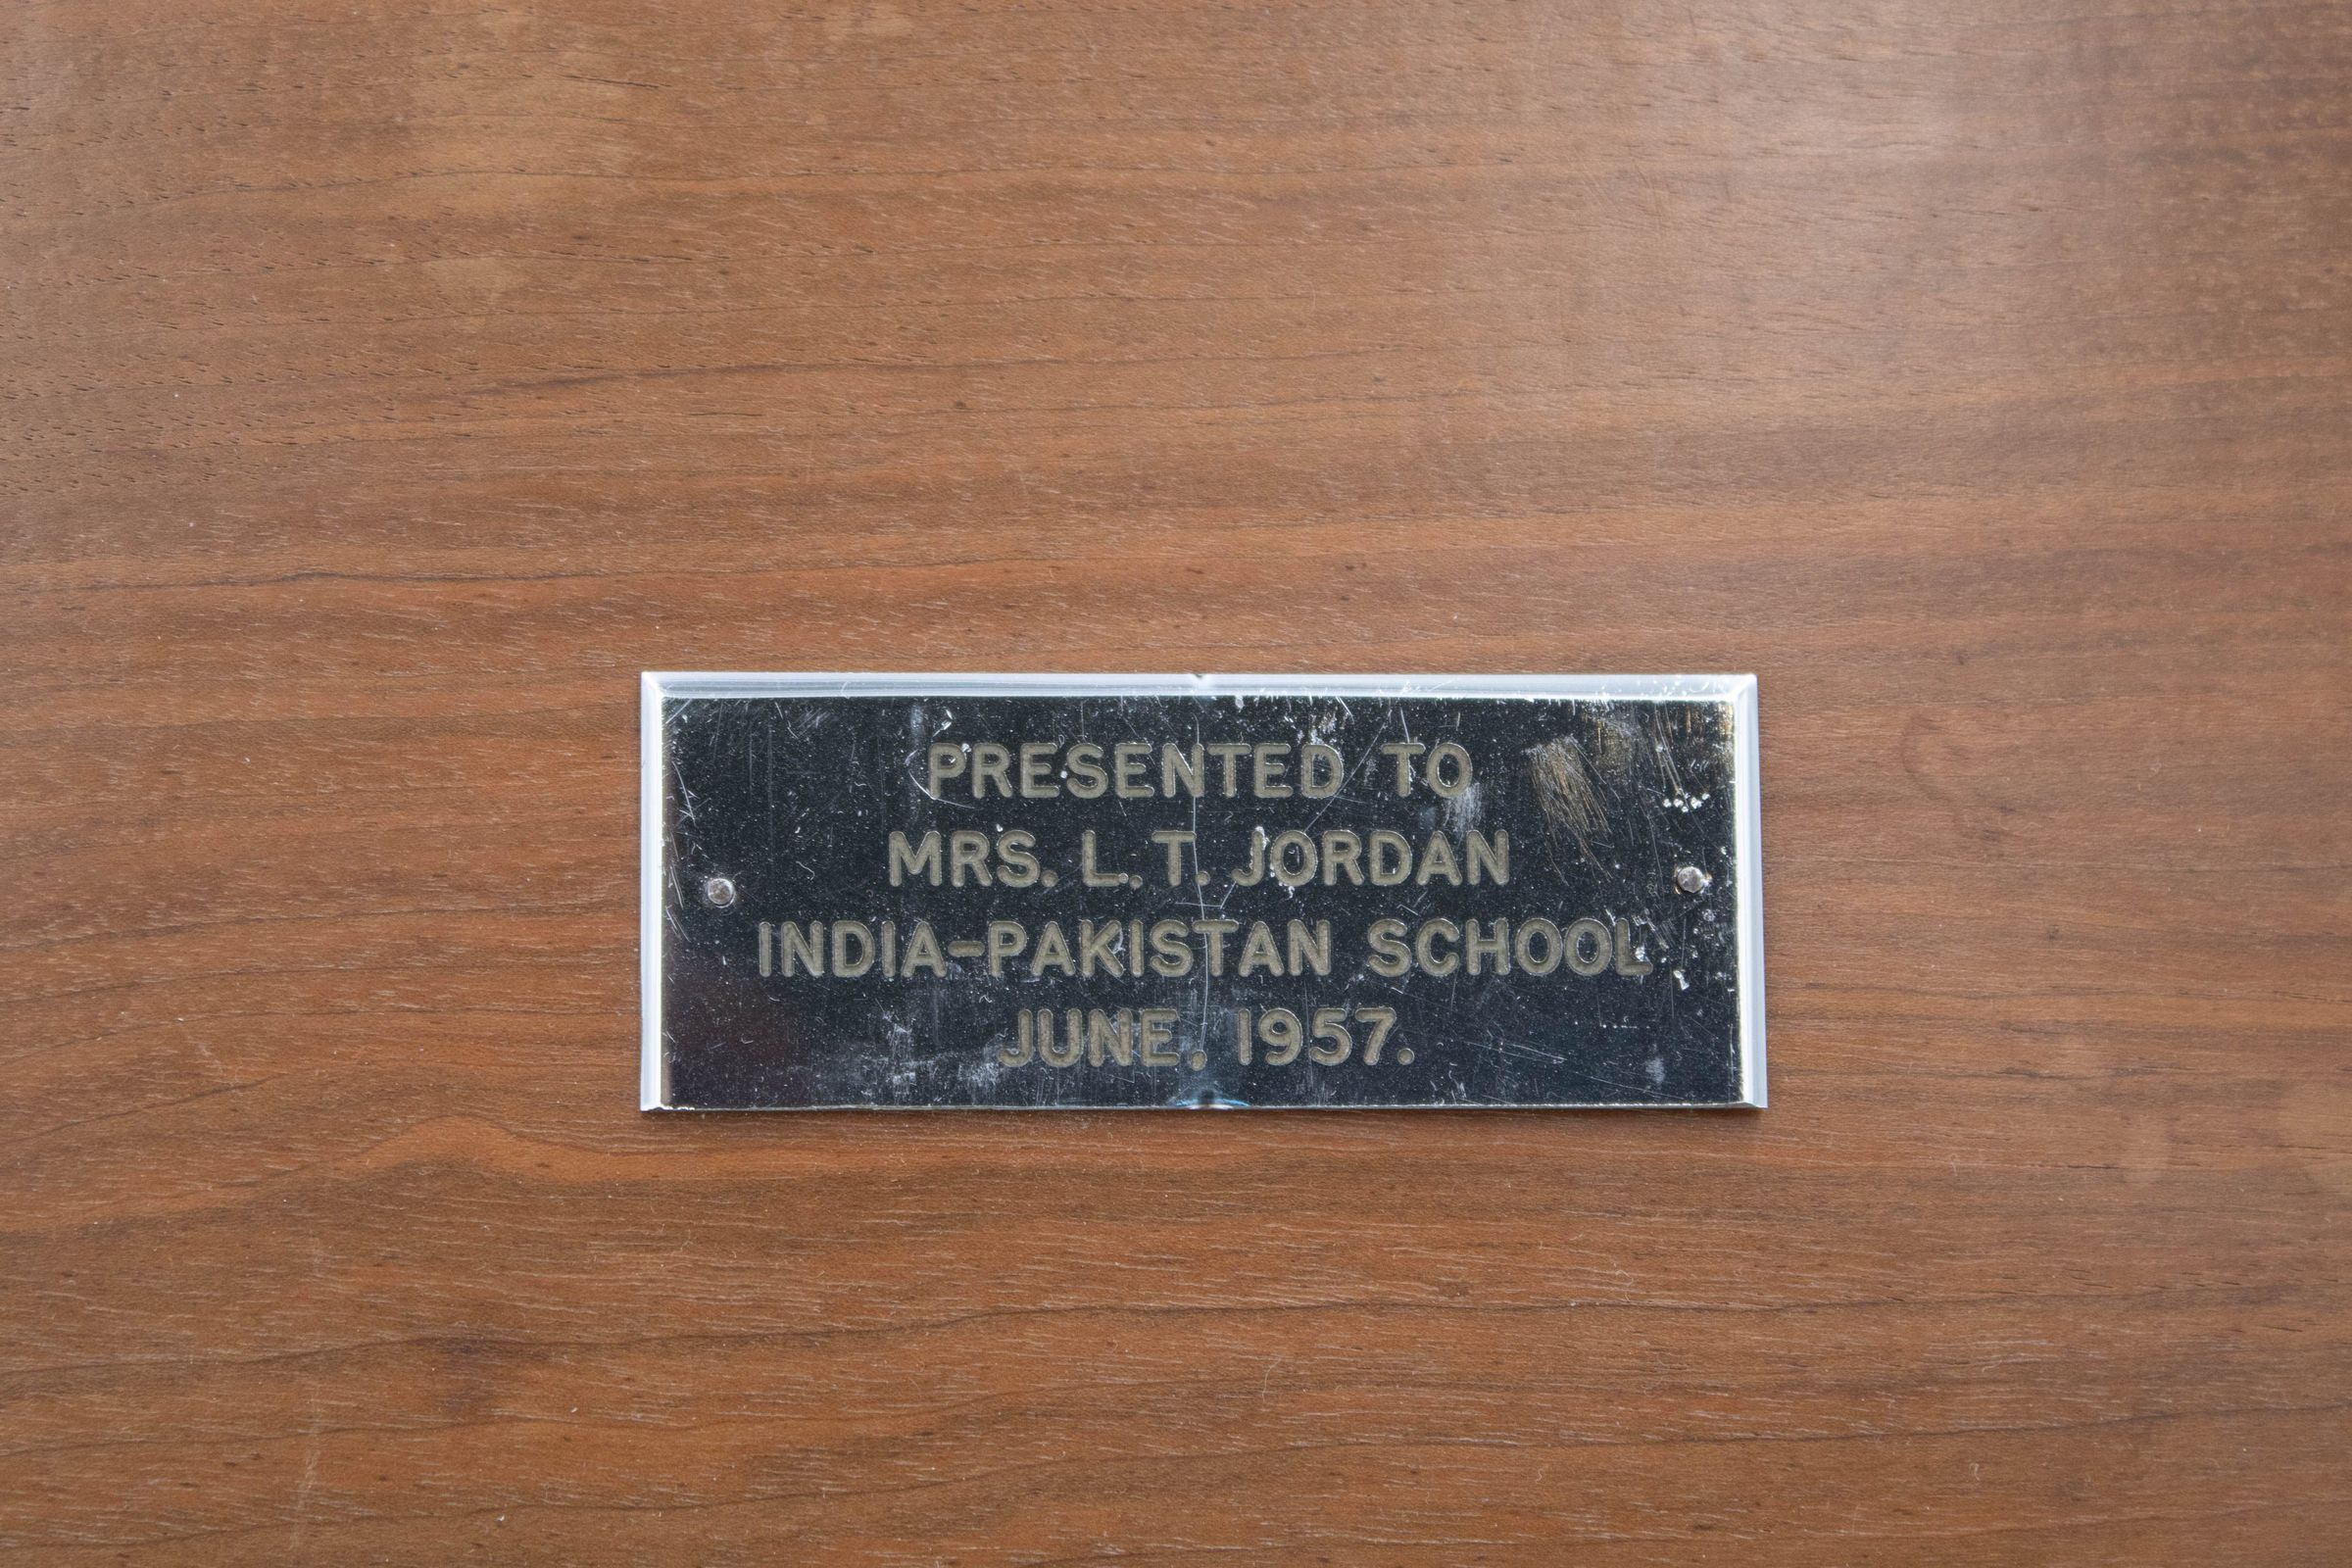 PRESENTED TO
MRS. L. T. JORDAN
INDIA-PAKISTAN SCHOOL
JUNE, 1957.